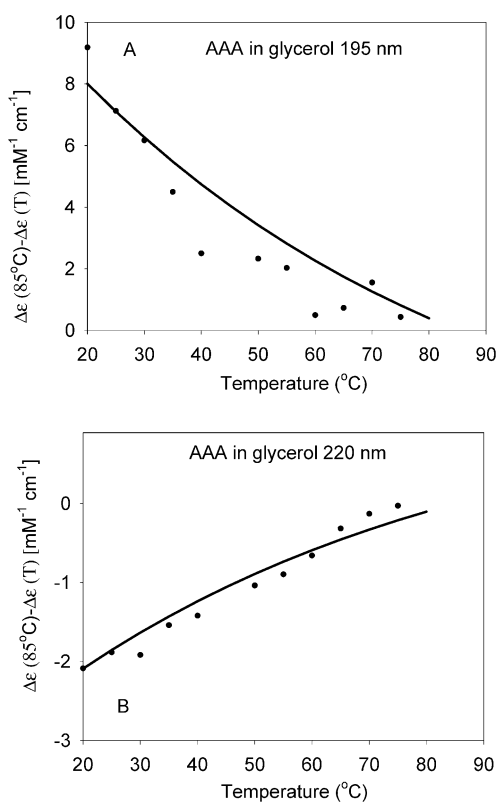 10
8
6
4
2
0
Δε (85°C)-Δε (T) [mM⁻¹ cm⁻¹]
A
AAA in glycerol 195 nm
20 30 40 50 60 70 80 90
Temperature (°C)
AAA in glycerol 220 nm
0
-1
-2
-3
Δε (85°C)-Δε (T) [mM⁻¹ cm⁻¹]
B
20 30 40 50 60 70 80 90
Temperature (°C)